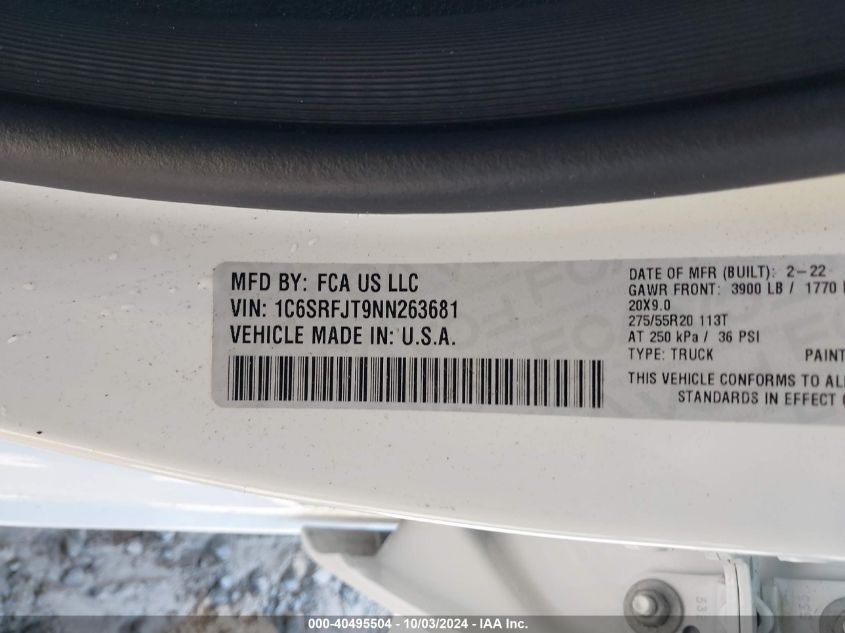 MFD BY: FCA US LLC
VIN: 1C6SRFJT9NN263681
VEHICLE MADE IN: U.S.A.
DATE OF MFR (BUILT): 2-22
GAWR FRONT: 3900 LB / 1770
20X9.0
275/55R20 113T
AT 250 kPa / 36 PSI
TYPE: TRUCK PAINT
THIS VEHICLE CONFORMS TO ALL
STANDARDS IN EFFECT
000-40495504 - 10/03/2024 - IAA Inc.